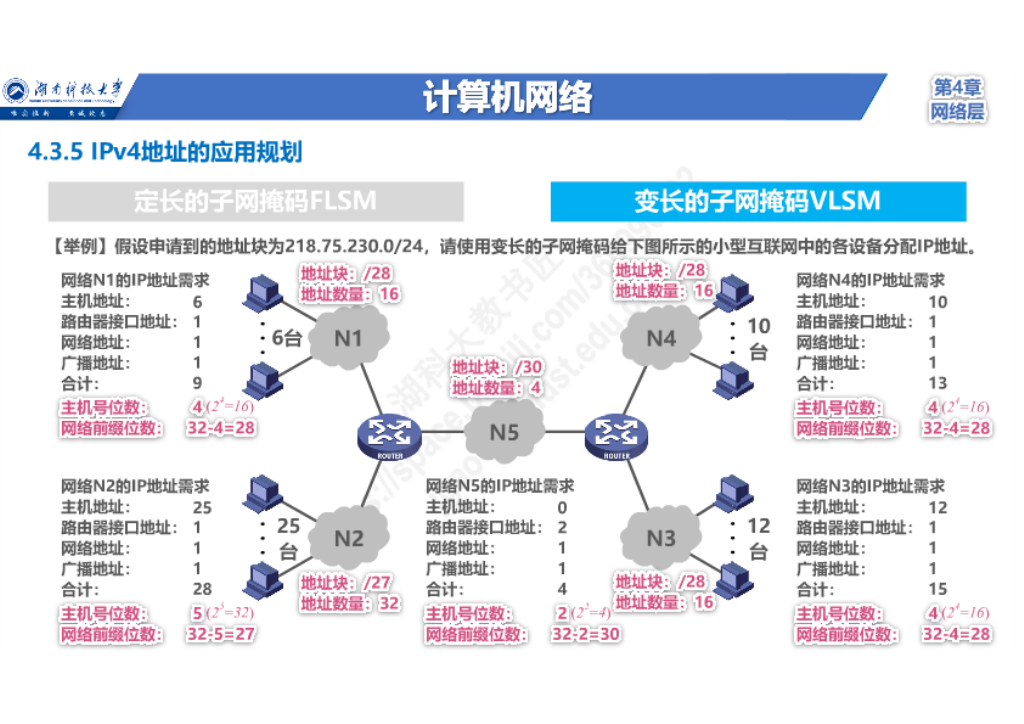 湖南科技大学
计算机网络
第4章
网络层
4.3.5 IPv4地址的应用规划
定长的子网掩码FLSM
变长的子网掩码VLSM
【举例】假设申请到的地址块为218.75.230.0/24，请使用变长的子网掩码给下图所示的小型互联网中的各设备分配IP地址。
网络N1的IP地址需求
主机地址： 6
路由器接口地址： 1
网络地址： 1
广播地址： 1
合计： 9
主机号位数： 4 (2^4=16)
网络前缀位数： 32-4=28
地址块：/28
地址数量：16
6台
N1
地址块：/28
地址数量：16
N4
10
台
网络N4的IP地址需求
主机地址： 10
路由器接口地址： 1
网络地址： 1
广播地址： 1
合计： 13
主机号位数： 4 (2^4=16)
网络前缀位数： 32-4=28
地址块：/30
地址数量：4
ROUTER
N5
ROUTER
网络N2的IP地址需求
主机地址： 25
路由器接口地址： 1
网络地址： 1
广播地址： 1
合计： 28
主机号位数： 5 (2^5=32)
网络前缀位数： 32-5=27
25
台
N2
地址块：/27
地址数量：32
网络N5的IP地址需求
主机地址： 0
路由器接口地址： 2
网络地址： 1
广播地址： 1
合计： 4
主机号位数： 2 (2^2=4)
网络前缀位数： 32-2=30
N3
12
台
地址块：/28
地址数量：16
网络N3的IP地址需求
主机地址： 12
路由器接口地址： 1
网络地址： 1
广播地址： 1
合计： 15
主机号位数： 4 (2^4=16)
网络前缀位数： 32-4=28